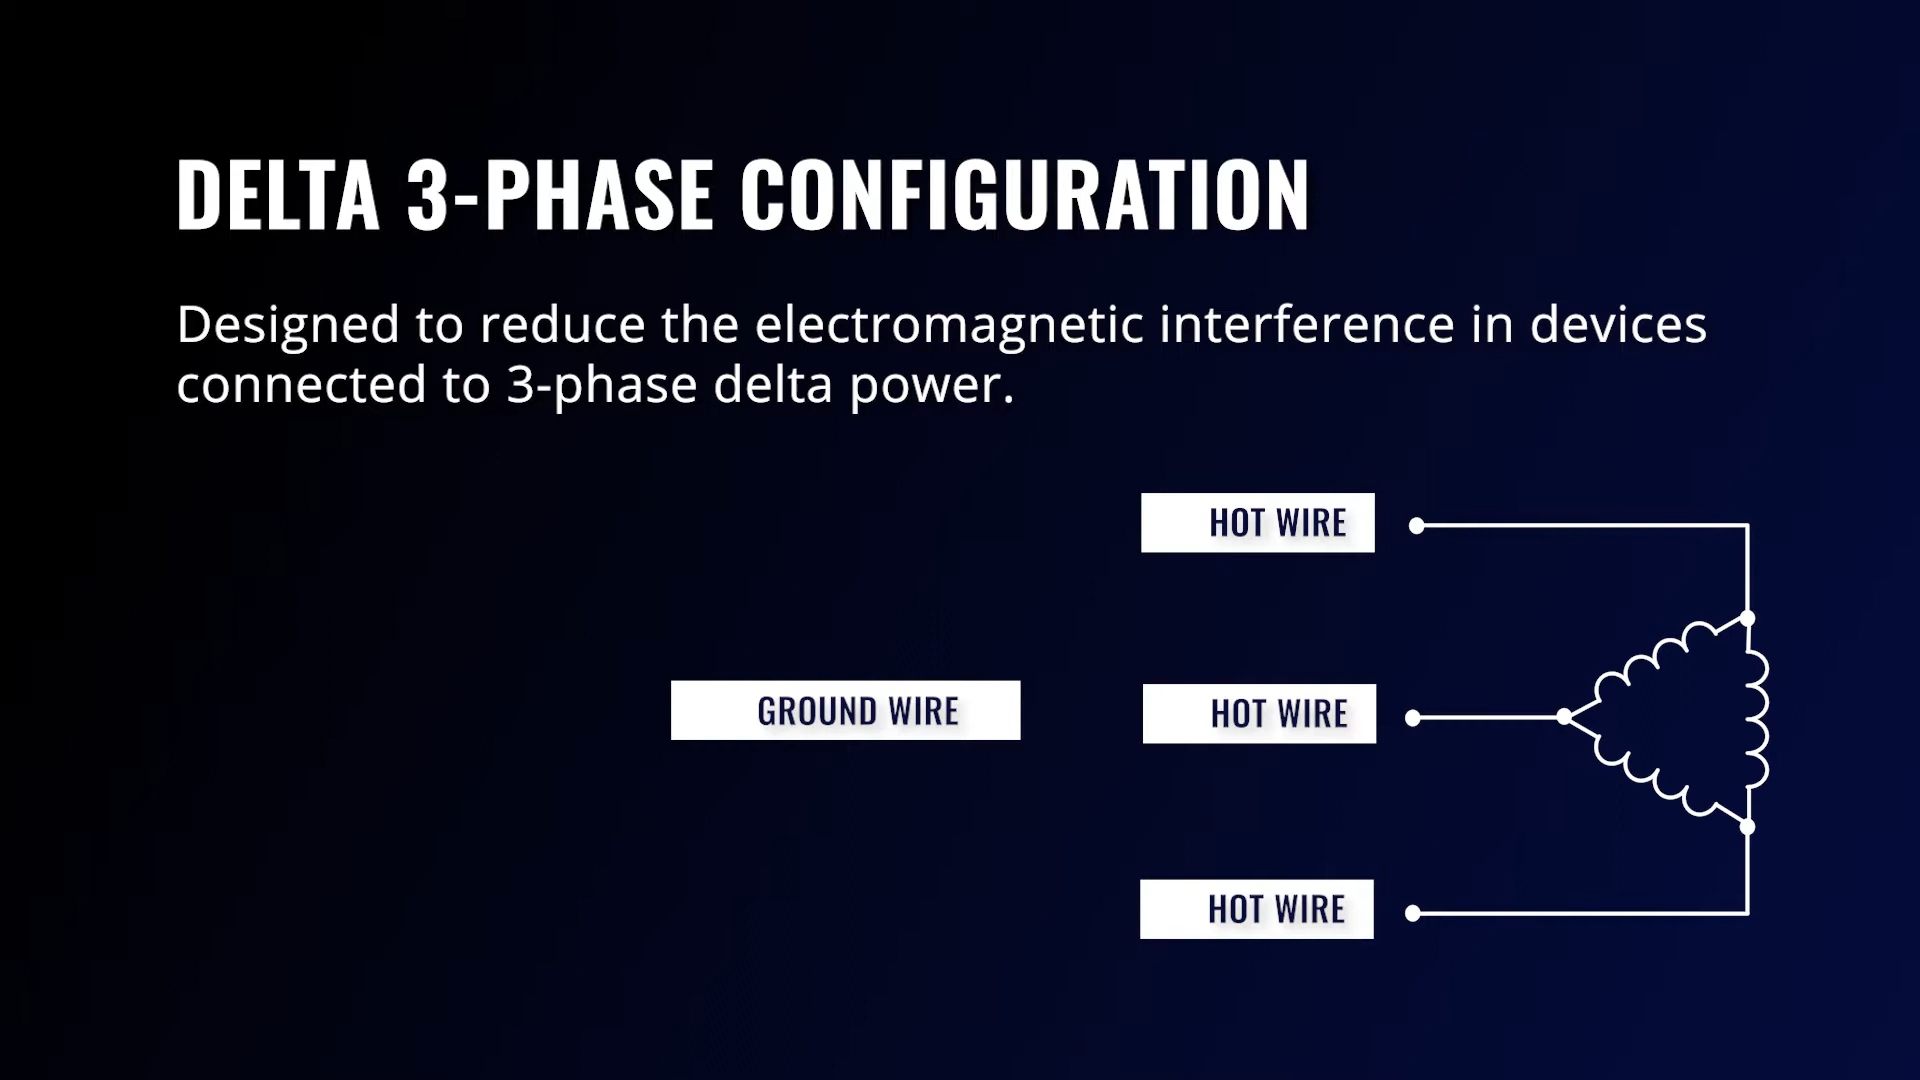 DELTA 3-PHASE CONFIGURATION
Designed to reduce the electromagnetic interference in devices
connected to 3-phase delta power.
HOT WIRE
GROUND WIRE
HOT WIRE
HOT WIRE